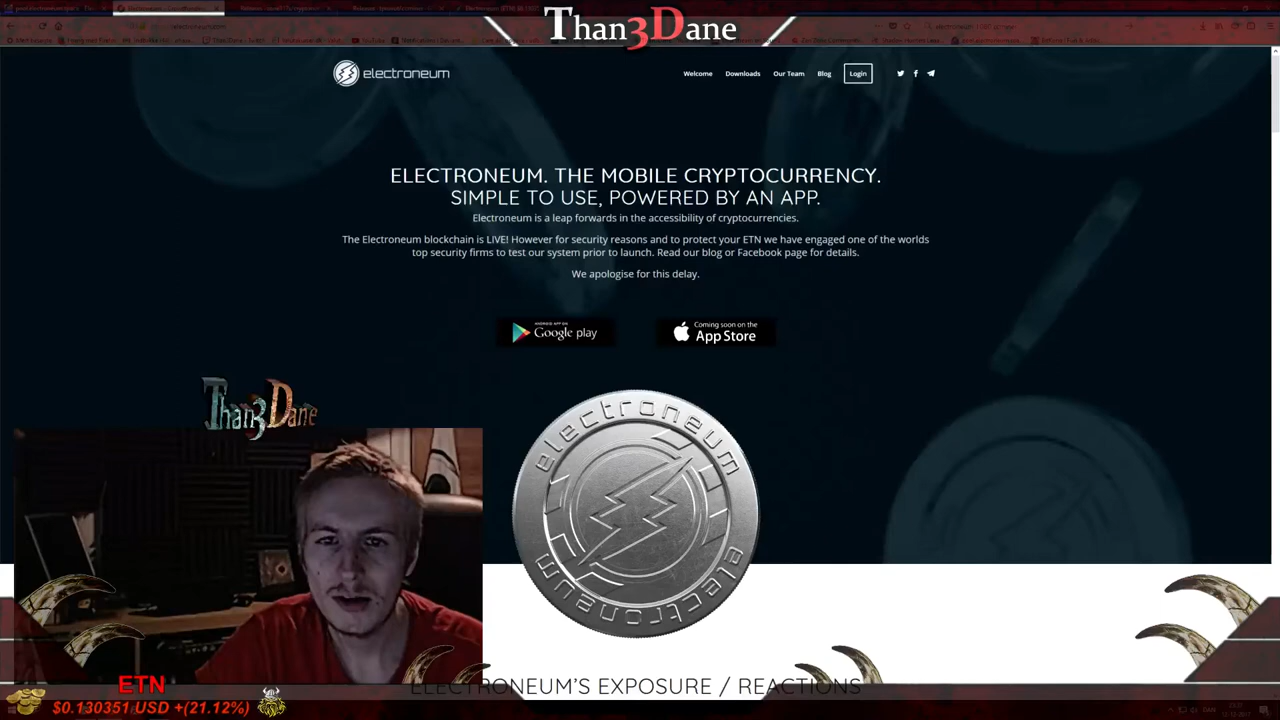 Than3Dane
electroneum
Welcome
Downloads
Our Team
Blog
Login
ELECTRONEUM. THE MOBILE CRYPTOCURRENCY.
SIMPLE TO USE, POWERED BY AN APP.
Electroneum is a leap forwards in the accessibility of cryptocurrencies.
The Electroneum blockchain is LIVE! However for security reasons and to protect your ETN we have engaged one of the worlds
top security firms to test our system prior to launch. Read our blog or Facebook page for details.
We apologise for this delay.
ANDROID APP ON
Google play
Coming soon on the
App Store
Than3Dane
electroneum
electroneum
ELECTRONEUM'S EXPOSURE / REACTIONS
ETN
$0.130351 USD +(21.12%)